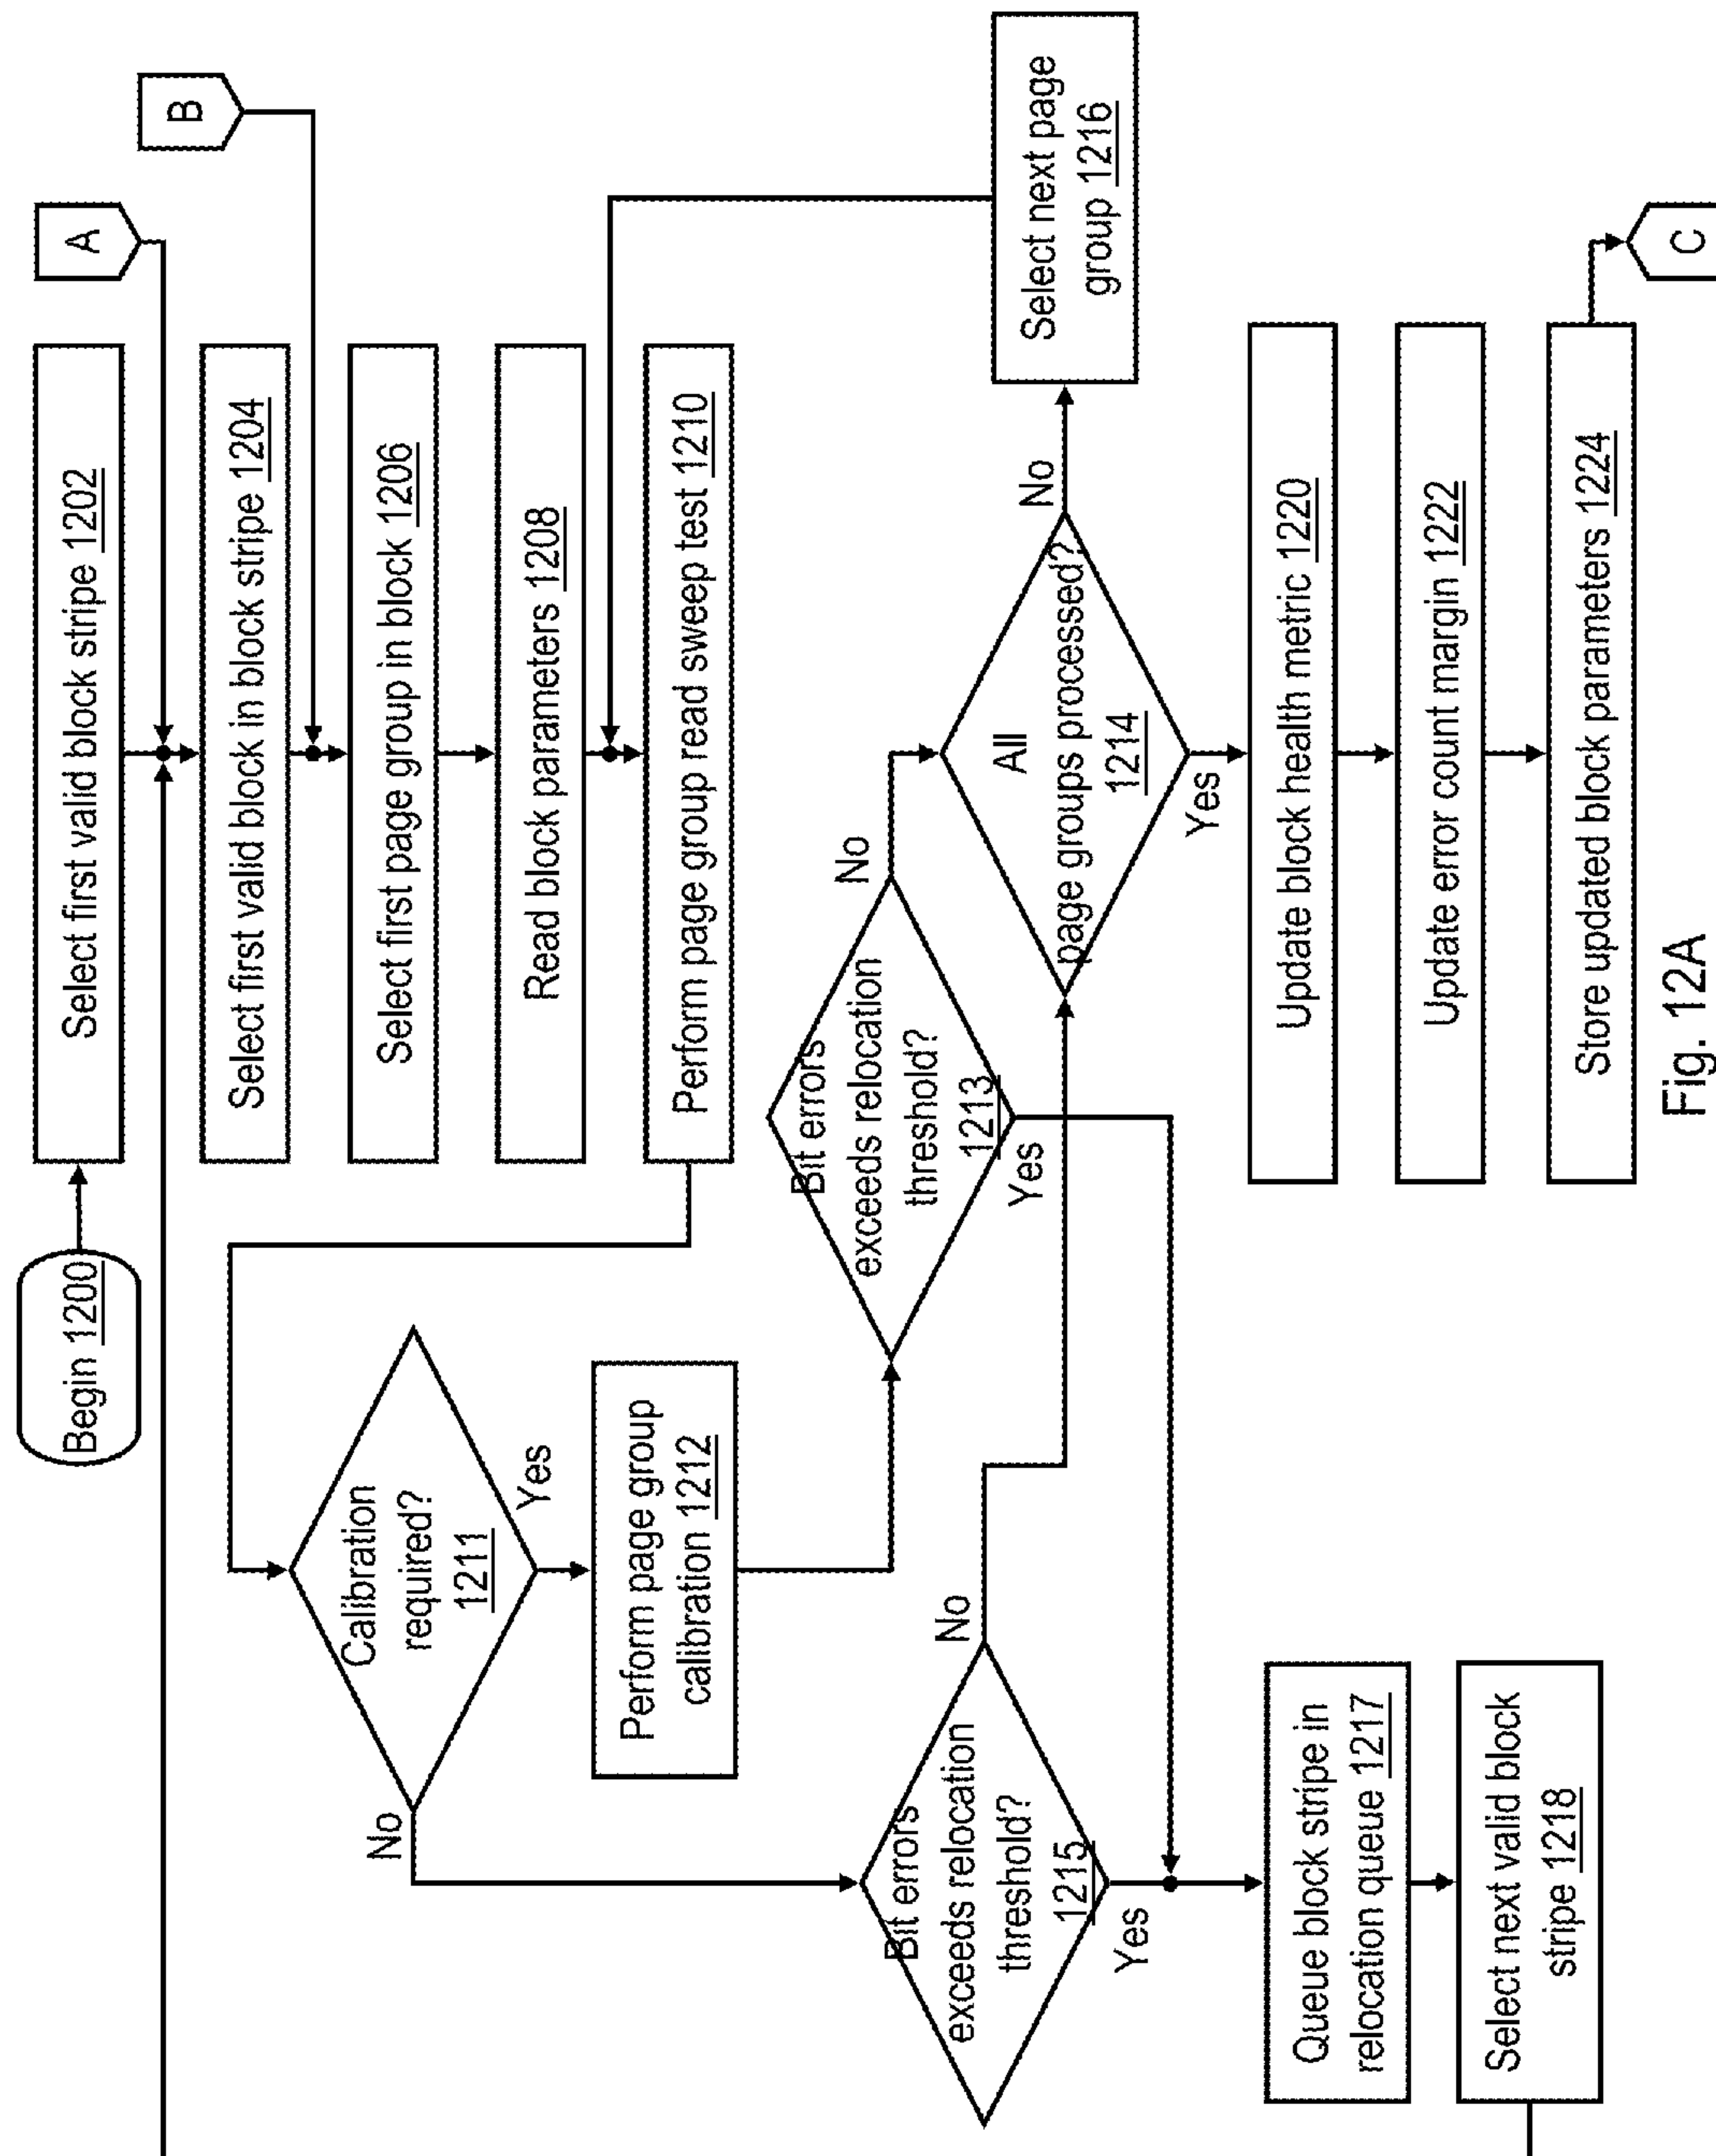 Begin 1200
Select first valid block stripe 1202
A
Select first valid block in block stripe 1204
B
Select first page group in block 1206
Read block parameters 1208
Perform page group read sweep test 1210
Calibration
required?
1211
No
Yes
Perform page group
calibration 1212
Bit errors
exceeds relocation
threshold?
1213
No
Yes
Bit errors
exceeds relocation
threshold?
1215
No
Yes
All
page groups processed?
1214
No
Yes
Select next page
group 1216
Queue block stripe in
relocation queue 1217
Select next valid block
stripe 1218
Update block health metric 1220
Update error count margin 1222
Store updated block parameters 1224
C
Fig. 12A